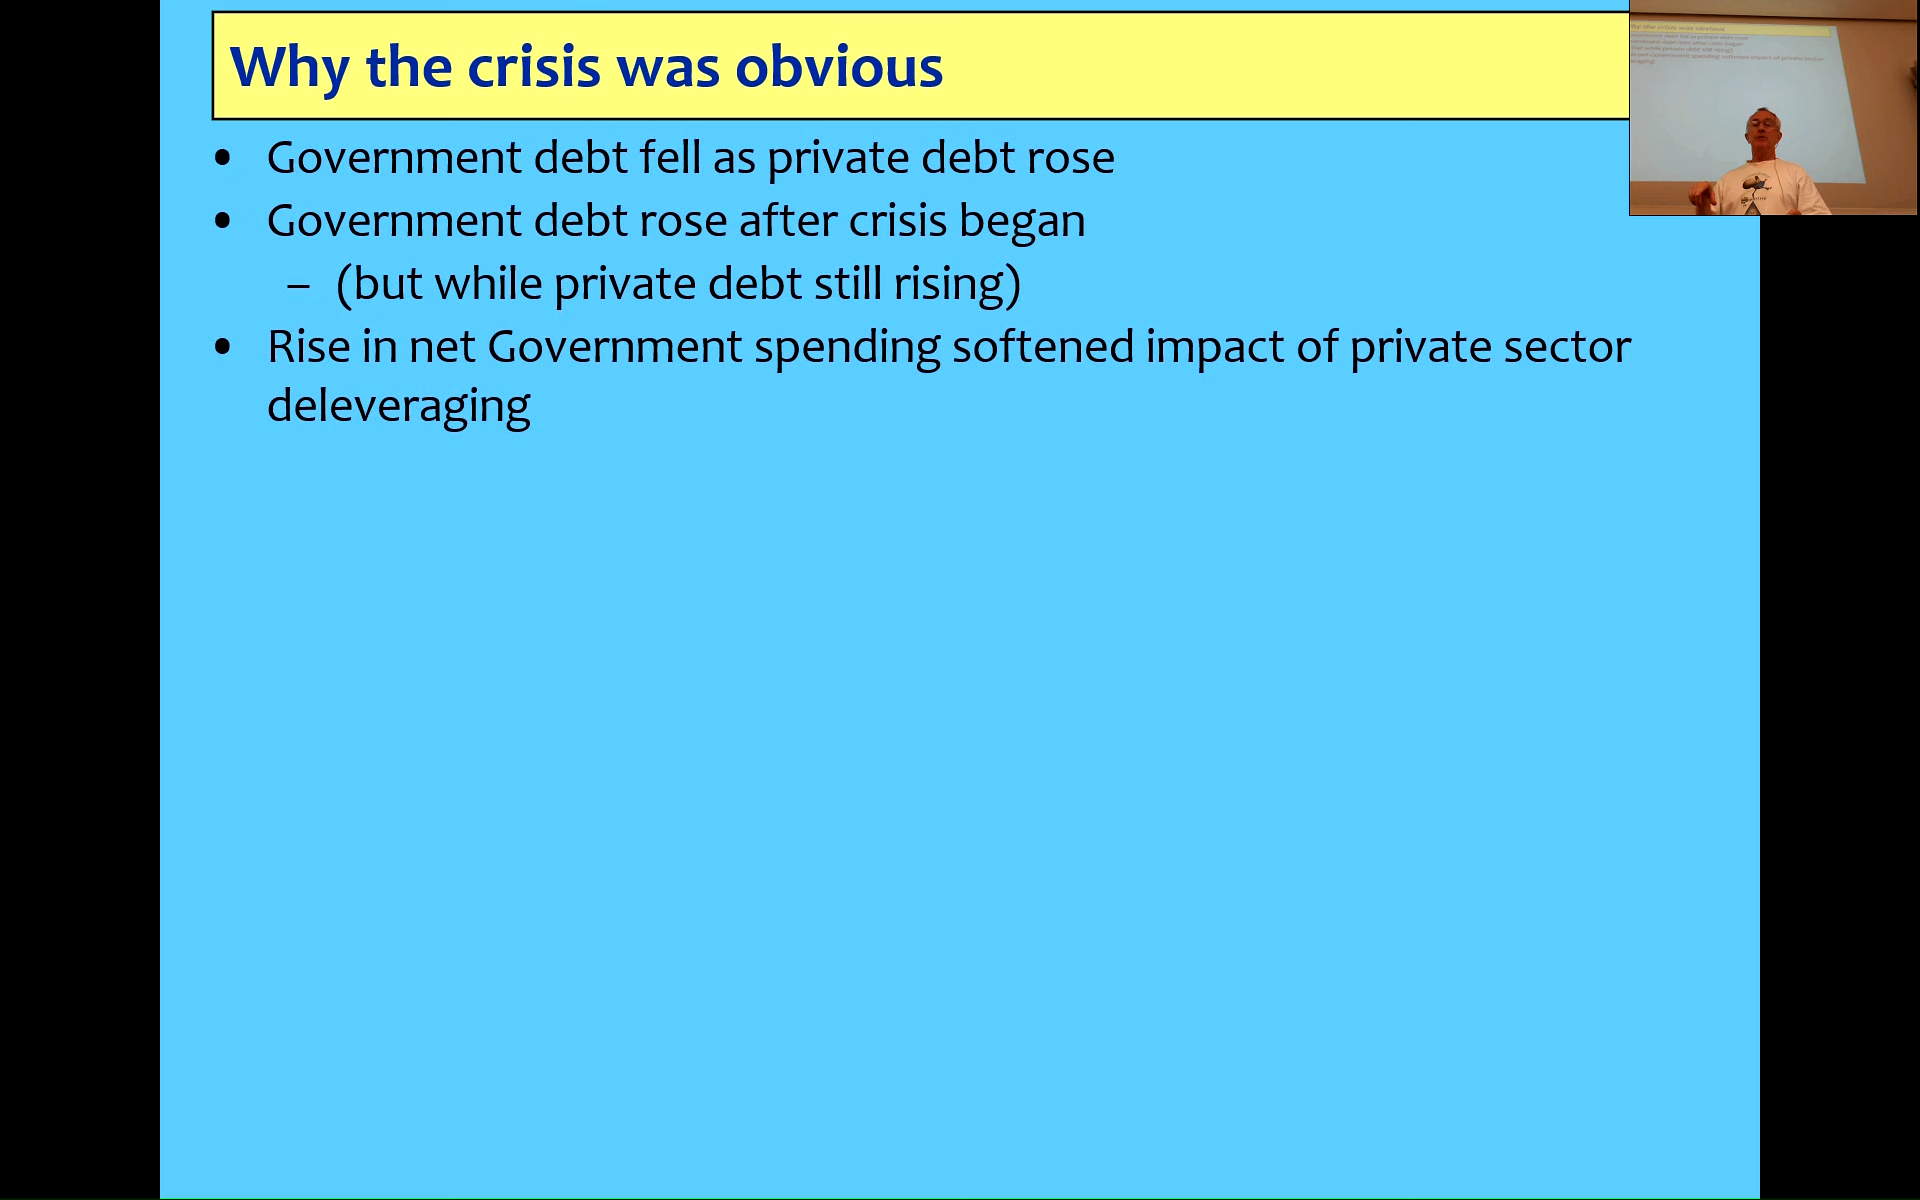 Why the crisis was obvious
• Government debt fell as private debt rose
• Government debt rose after crisis began
– (but while private debt still rising)
• Rise in net Government spending softened impact of private sector
deleveraging